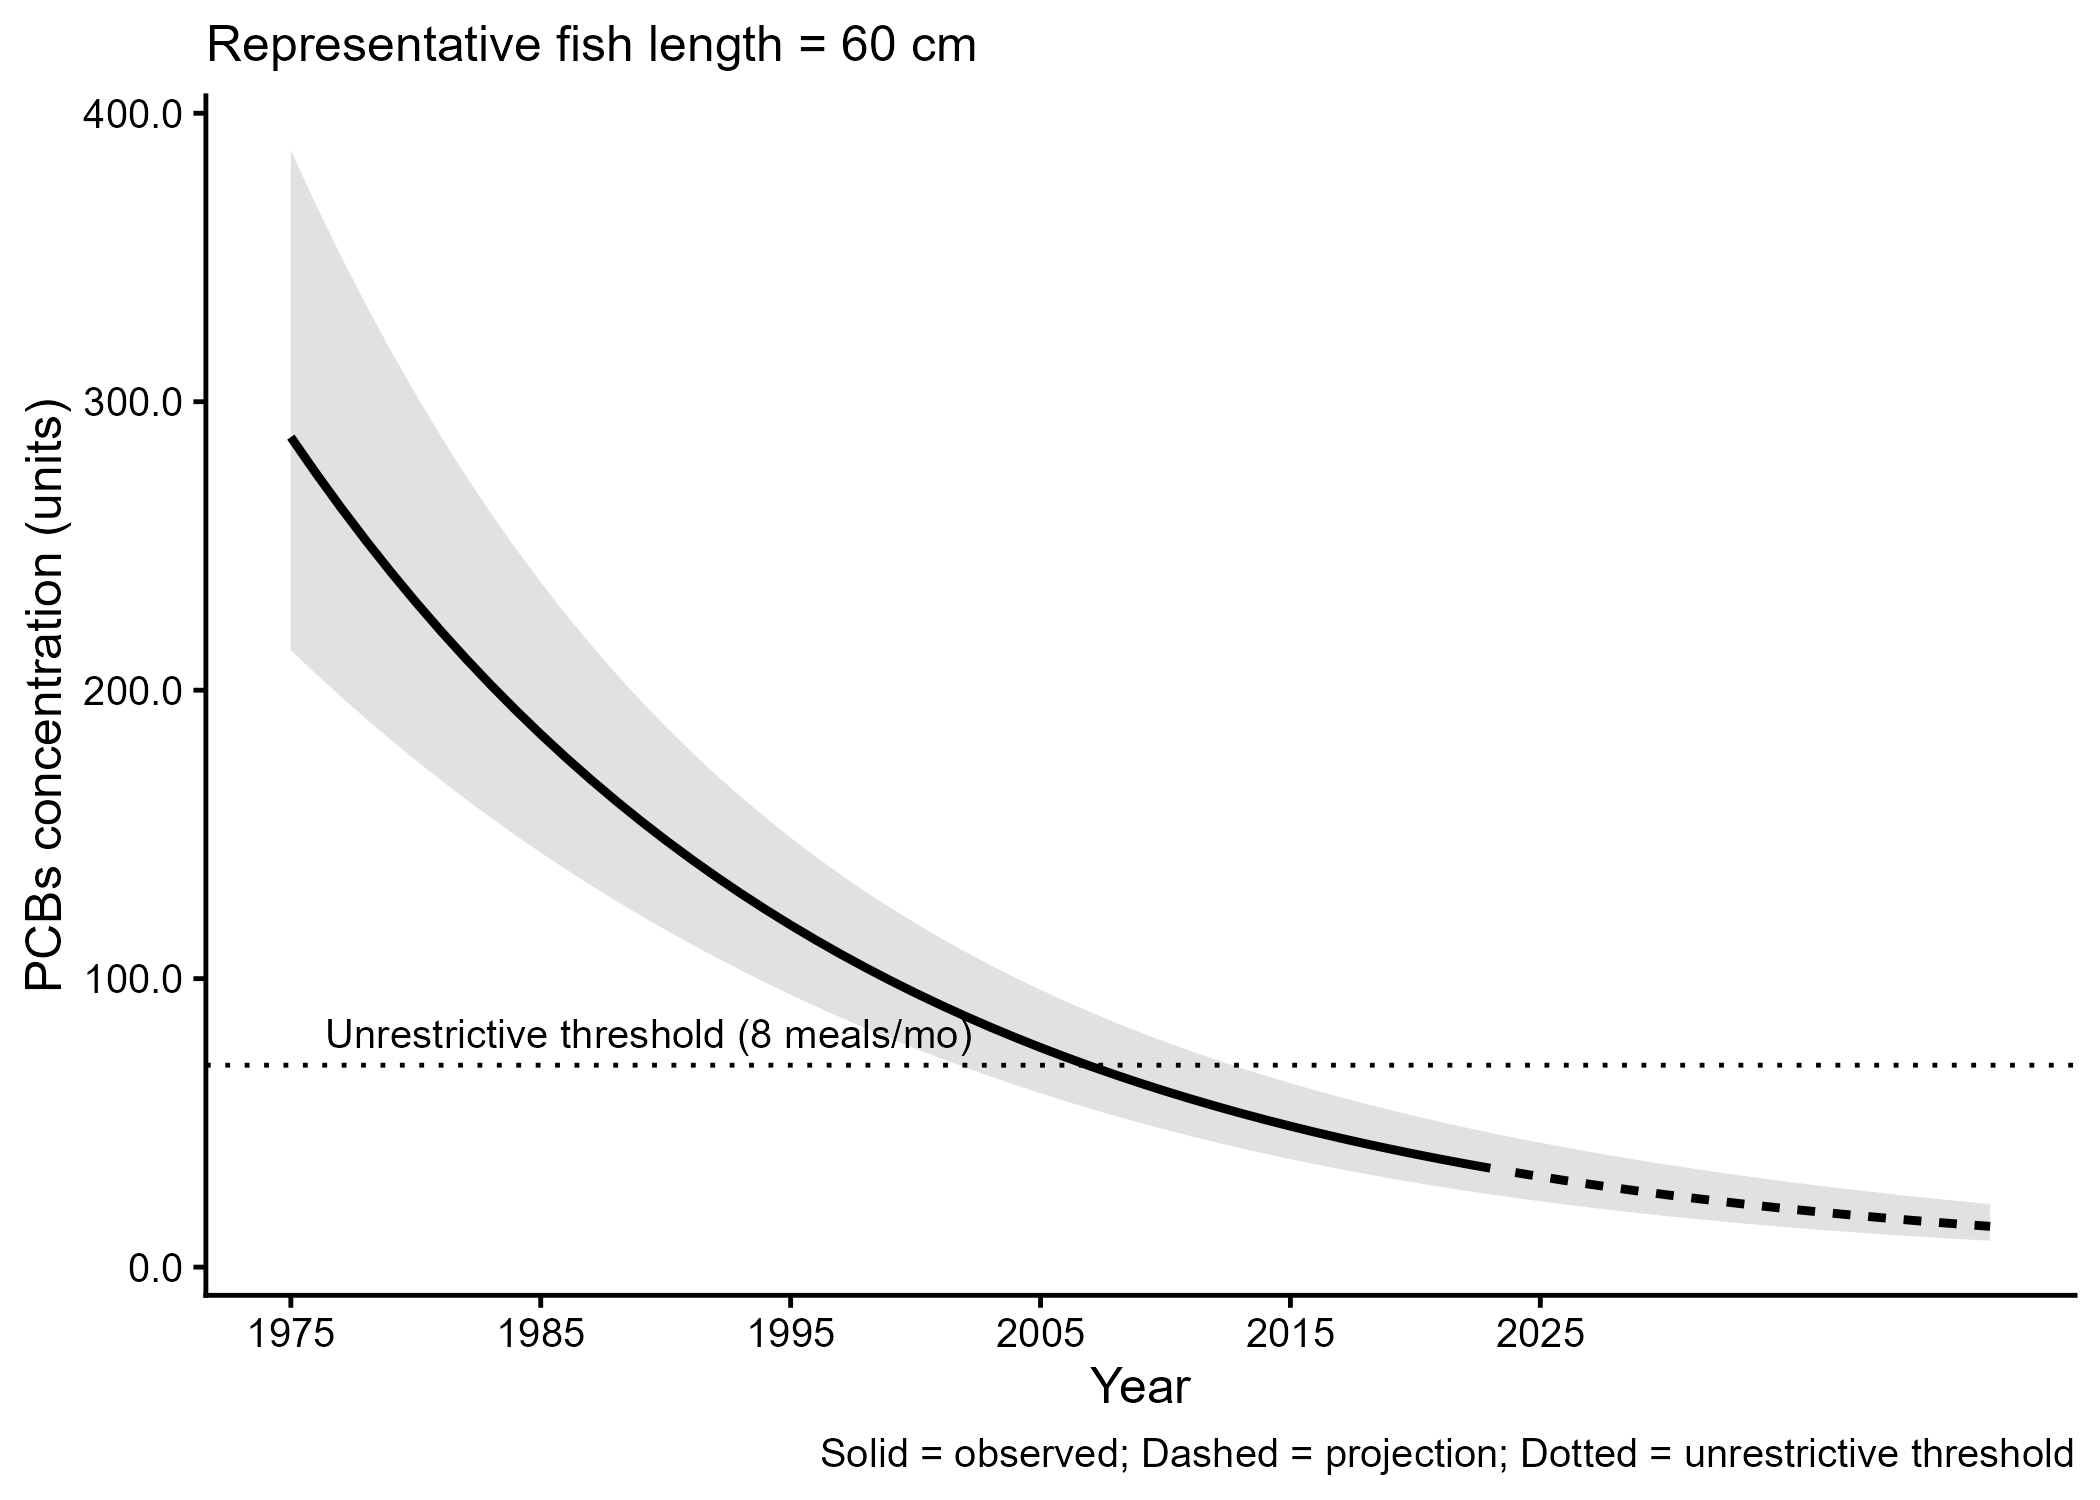 Representative fish length = 60 cm
400.0
300.0
200.0
100.0
0.0
PCBs concentration (units)
Unrestrictive threshold (8 meals/mo)
1975 1985 1995 2005 2015 2025
Year
Solid = observed; Dashed = projection; Dotted = unrestrictive threshold